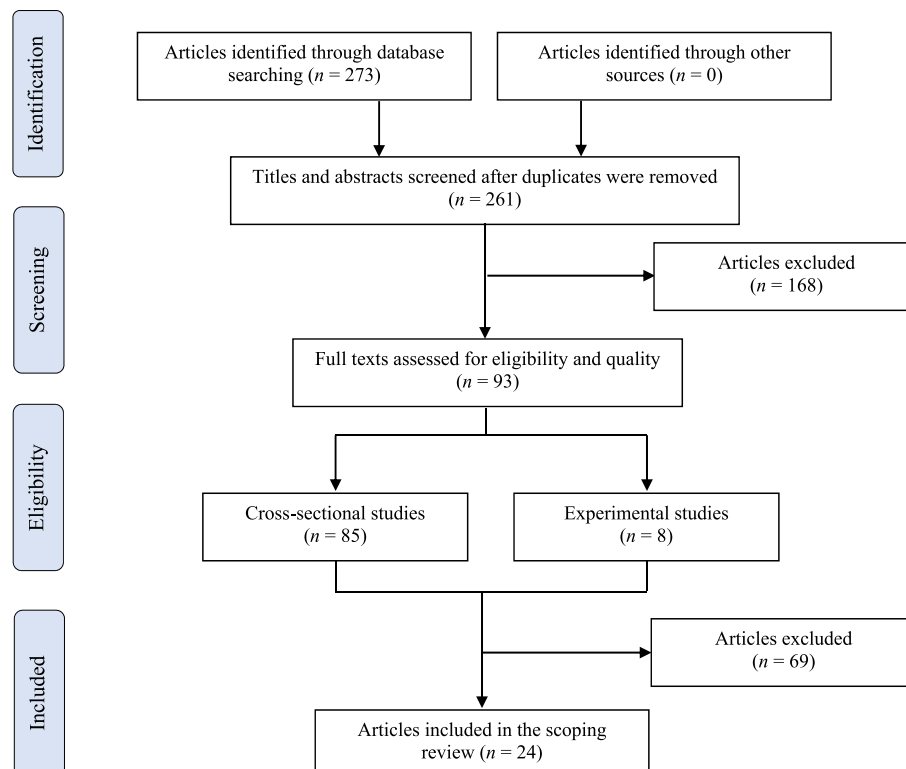 Identification
Articles identified through database
searching (n = 273)
Articles identified through other
sources (n = 0)
Titles and abstracts screened after duplicates were removed
(n = 261)
Screening
Articles excluded
(n = 168)
Full texts assessed for eligibility and quality
(n = 93)
Eligibility
Cross-sectional studies
(n = 85)
Experimental studies
(n = 8)
Included
Articles excluded
(n = 69)
Articles included in the scoping
review (n = 24)